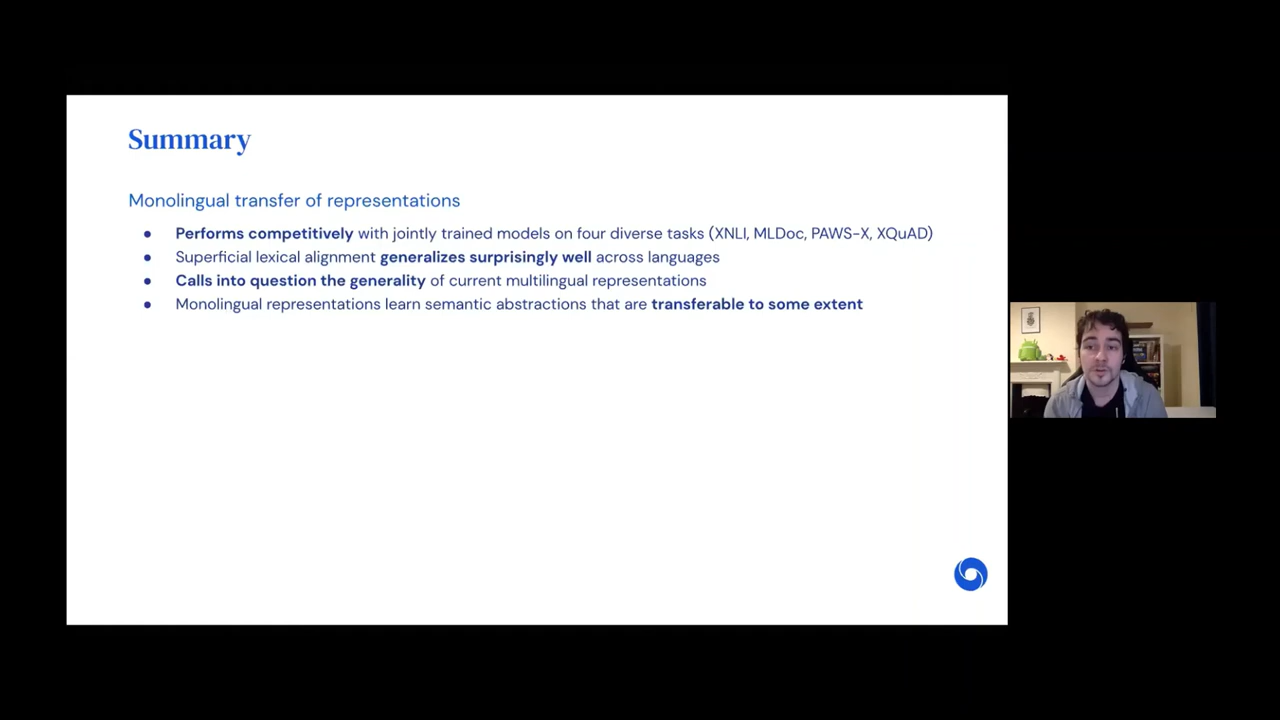 Summary
Monolingual transfer of representations
● Performs competitively with jointly trained models on four diverse tasks (XNLI, MLDoc, PAWS-X, XQuAD)
● Superficial lexical alignment generalizes surprisingly well across languages
● Calls into question the generality of current multilingual representations
● Monolingual representations learn semantic abstractions that are transferable to some extent